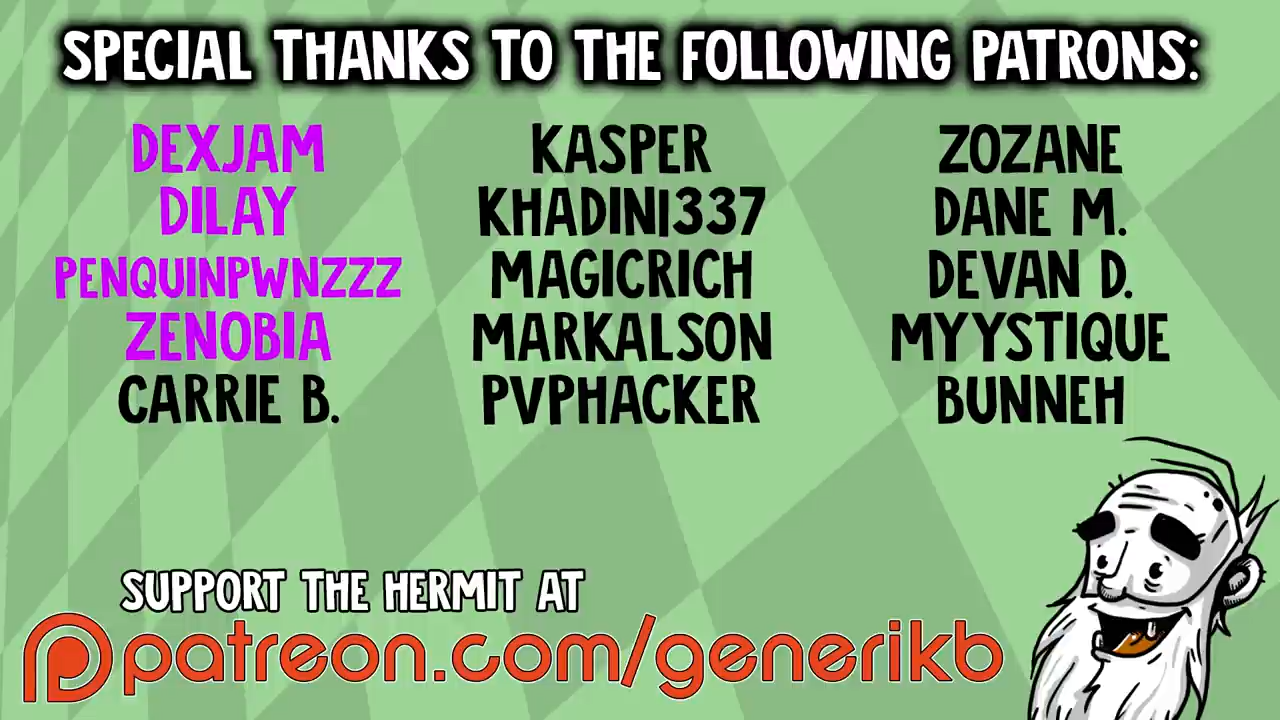 SPECIAL THANKS TO THE FOLLOWING PATRONS:
DEXJAM
DILAY
PENQUINPWNZZZ
ZENOBIA
CARRIE B.
KASPER
KHADINI337
MAGICRICH
MARKALSON
PVPHACKER
ZOZANE
DANE M.
DEVAN D.
MYYSTIQUE
BUNNEH
SUPPORT THE HERMIT AT
patreon.com/generikb